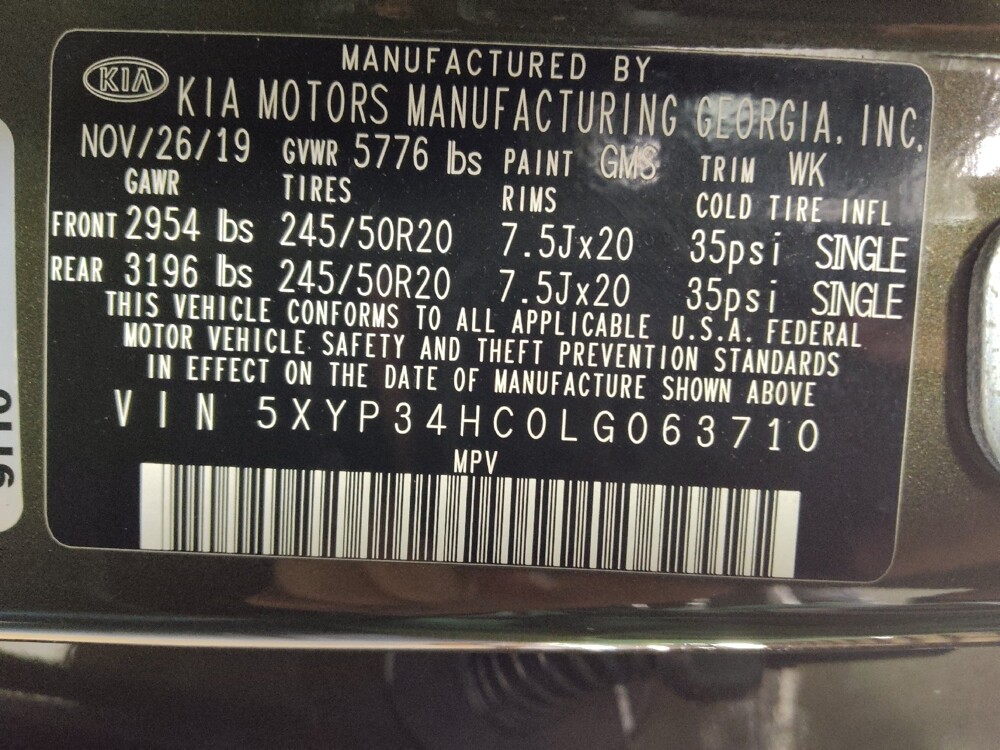 MANUFACTURED BY
KIA KIA MOTORS MANUFACTURING GEORGIA, INC.
NOV/26/19 GVWR 5776 lbs PAINT GMS TRIM WK
GAWR TIRES RIMS COLD TIRE INFL
FRONT 2954 lbs 245/50R20 7.5Jx20 35psi SINGLE
REAR 3196 lbs 245/50R20 7.5Jx20 35psi SINGLE
THIS VEHICLE CONFORMS TO ALL APPLICABLE U.S.A. FEDERAL
MOTOR VEHICLE SAFETY AND THEFT PREVENTION STANDARDS
IN EFFECT ON THE DATE OF MANUFACTURE SHOWN ABOVE
VIN 5XYP34HC0LG063710
MPV